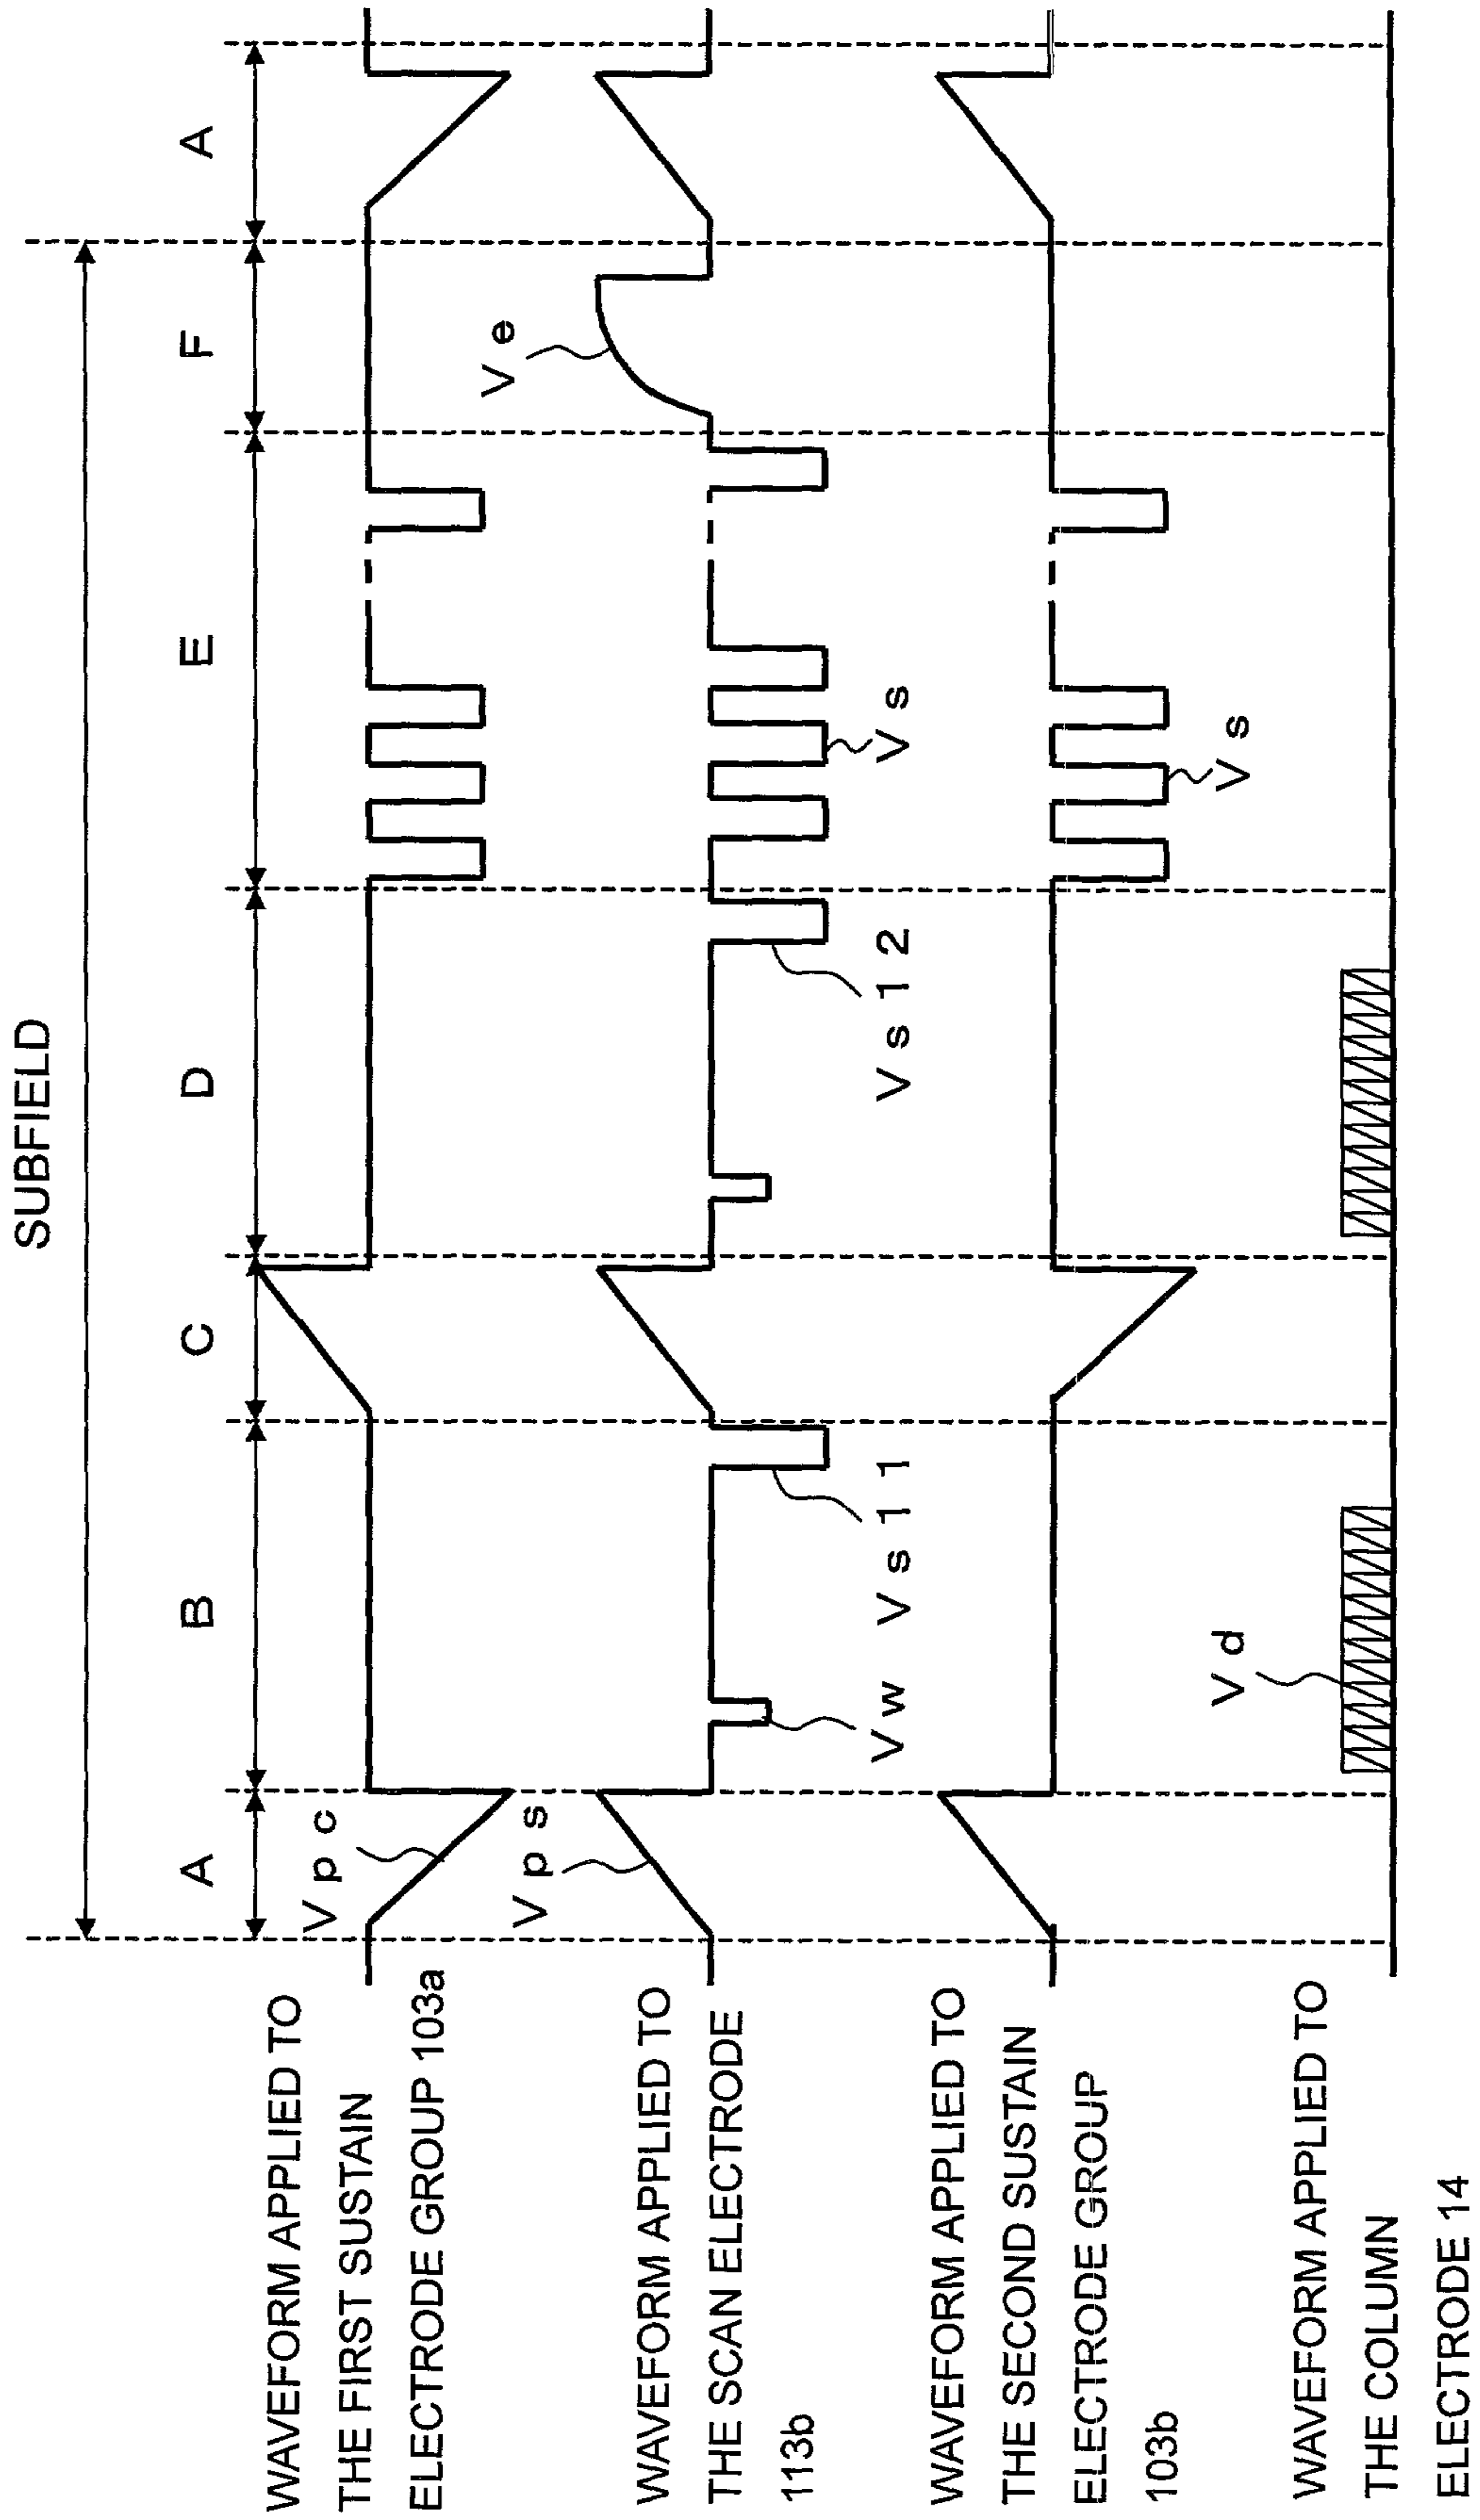 SUBFIELD
A
B
C
D
E
F
A
WAVEFORM APPLIED TO
THE FIRST SUSTAIN
ELECTRODE GROUP 103a
Vpc
WAVEFORM APPLIED TO
THE SCAN ELECTRODE
113b
Vps
Vw
Vs11
Vs12
Vs
Ve
WAVEFORM APPLIED TO
THE SECOND SUSTAIN
ELECTRODE GROUP
103b
Vs
WAVEFORM APPLIED TO
THE COLUMN
ELECTRODE 14
Vd